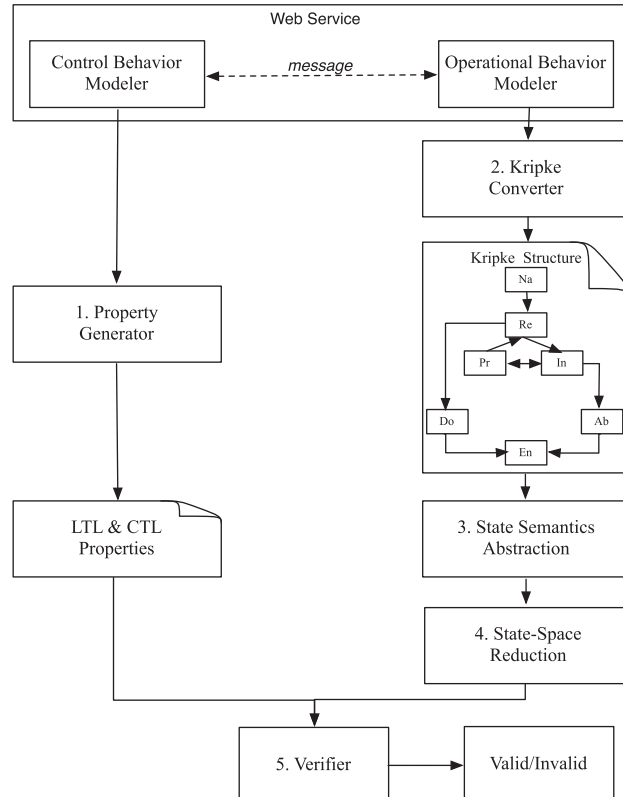 Web Service
Control Behavior
Modeler
message
Operational Behavior
Modeler
2. Kripke
Converter
Kripke Structure
Na
Re
Pr
In
Do
Ab
En
1. Property
Generator
LTL & CTL
Properties
3. State Semantics
Abstraction
4. State-Space
Reduction
5. Verifier
Valid/Invalid